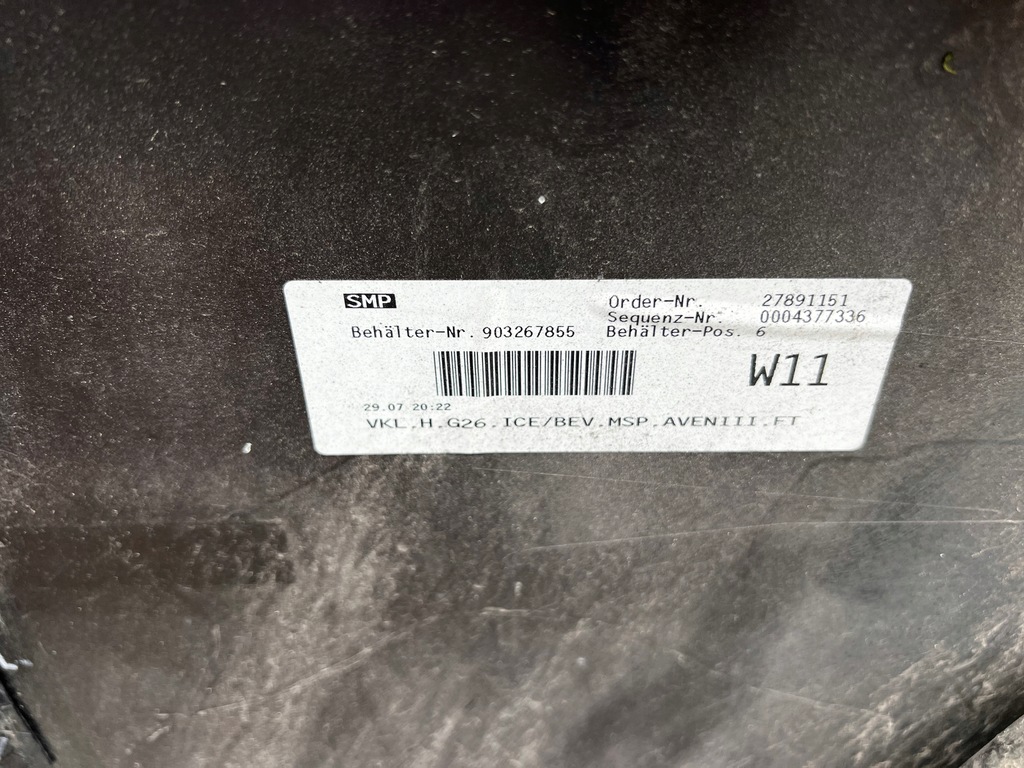 SMP
Order-Nr. 27891151
Sequenz-Nr. 0004377336
Behälter-Nr. 903267855 Behälter-Pos. 6
W11
29.07 20:22
VKL.H.G26.ICE/BEV.MSP.AVENIII.FT